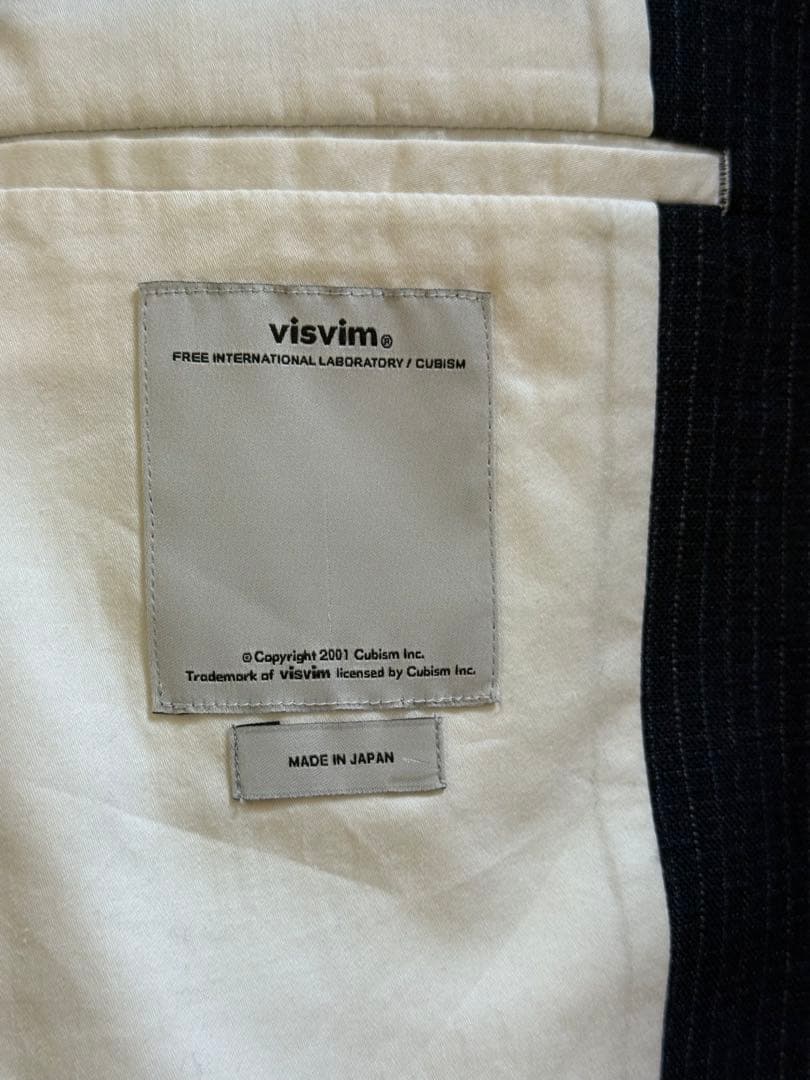 visvim®
FREE INTERNATIONAL LABORATORY / CUBISM
© Copyright 2001 Cubism Inc.
Trademark of visvim licensed by Cubism Inc.
MADE IN JAPAN